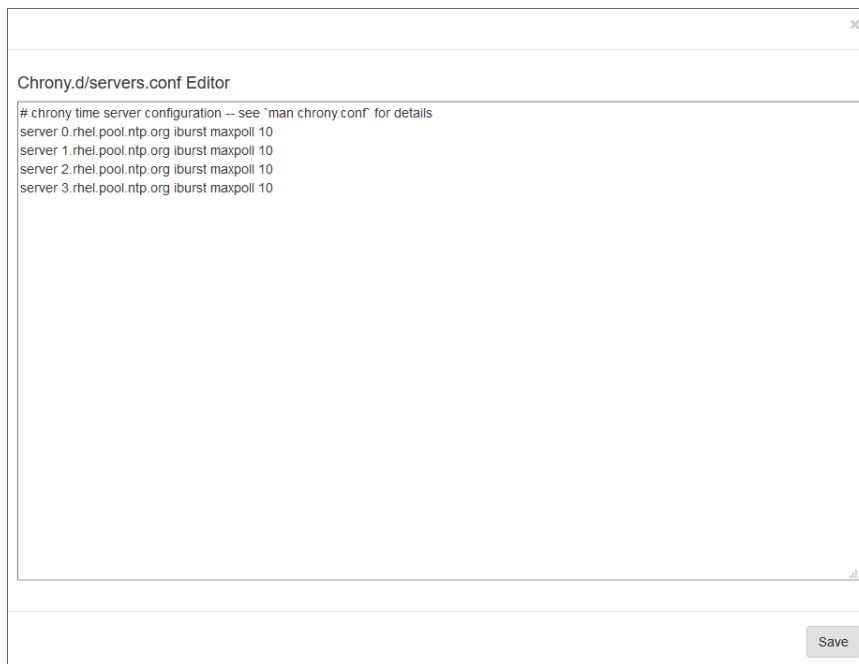 ×
Chrony.d/servers.conf Editor
# chrony time server configuration -- see `man chrony.conf` for details
server 0.rhel.pool.ntp.org iburst maxpoll 10
server 1.rhel.pool.ntp.org iburst maxpoll 10
server 2.rhel.pool.ntp.org iburst maxpoll 10
server 3.rhel.pool.ntp.org iburst maxpoll 10
Save